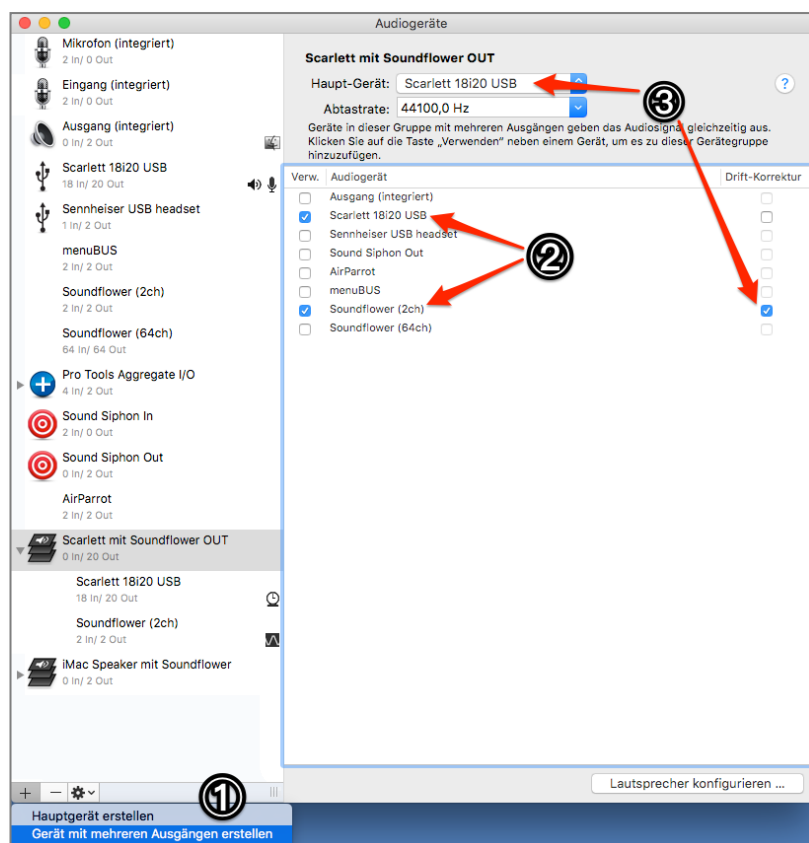 Audiogeräte
Mikrofon (integriert)
2 In/ 0 Out
Eingang (integriert)
2 In/ 0 Out
Ausgang (integriert)
0 In/ 2 Out
Scarlett 18i20 USB
18 In/ 20 Out
Sennheiser USB headset
1 In/ 2 Out
menuBUS
2 In/ 2 Out
Soundflower (2ch)
2 In/ 2 Out
Soundflower (64ch)
64 In/ 64 Out
Pro Tools Aggregate I/O
4 In/ 2 Out
Sound Siphon In
2 In/ 0 Out
Sound Siphon Out
0 In/ 2 Out
AirParrot
2 In/ 2 Out
Scarlett mit Soundflower OUT
0 In/ 20 Out
Scarlett 18i20 USB
18 In/ 20 Out
Soundflower (2ch)
2 In/ 2 Out
iMac Speaker mit Soundflower
0 In/ 2 Out
1
Hauptgerät erstellen
Gerät mit mehreren Ausgängen erstellen
Scarlett mit Soundflower OUT
Haupt-Gerät: Scarlett 18i20 USB
?
3
Abtastrate: 44100,0 Hz
Geräte in dieser Gruppe mit mehreren Ausgängen geben das Audiosignal gleichzeitig aus.
Klicken Sie auf die Taste „Verwenden“ neben einem Gerät, um es zu dieser Gerätegruppe
hinzuzufügen.
Verw. Audiogerät Drift-Korrektur
Ausgang (integriert)
Scarlett 18i20 USB
Sennheiser USB headset
2
Sound Siphon Out
AirParrot
menuBUS
Soundflower (2ch)
Soundflower (64ch)
Lautsprecher konfigurieren ...